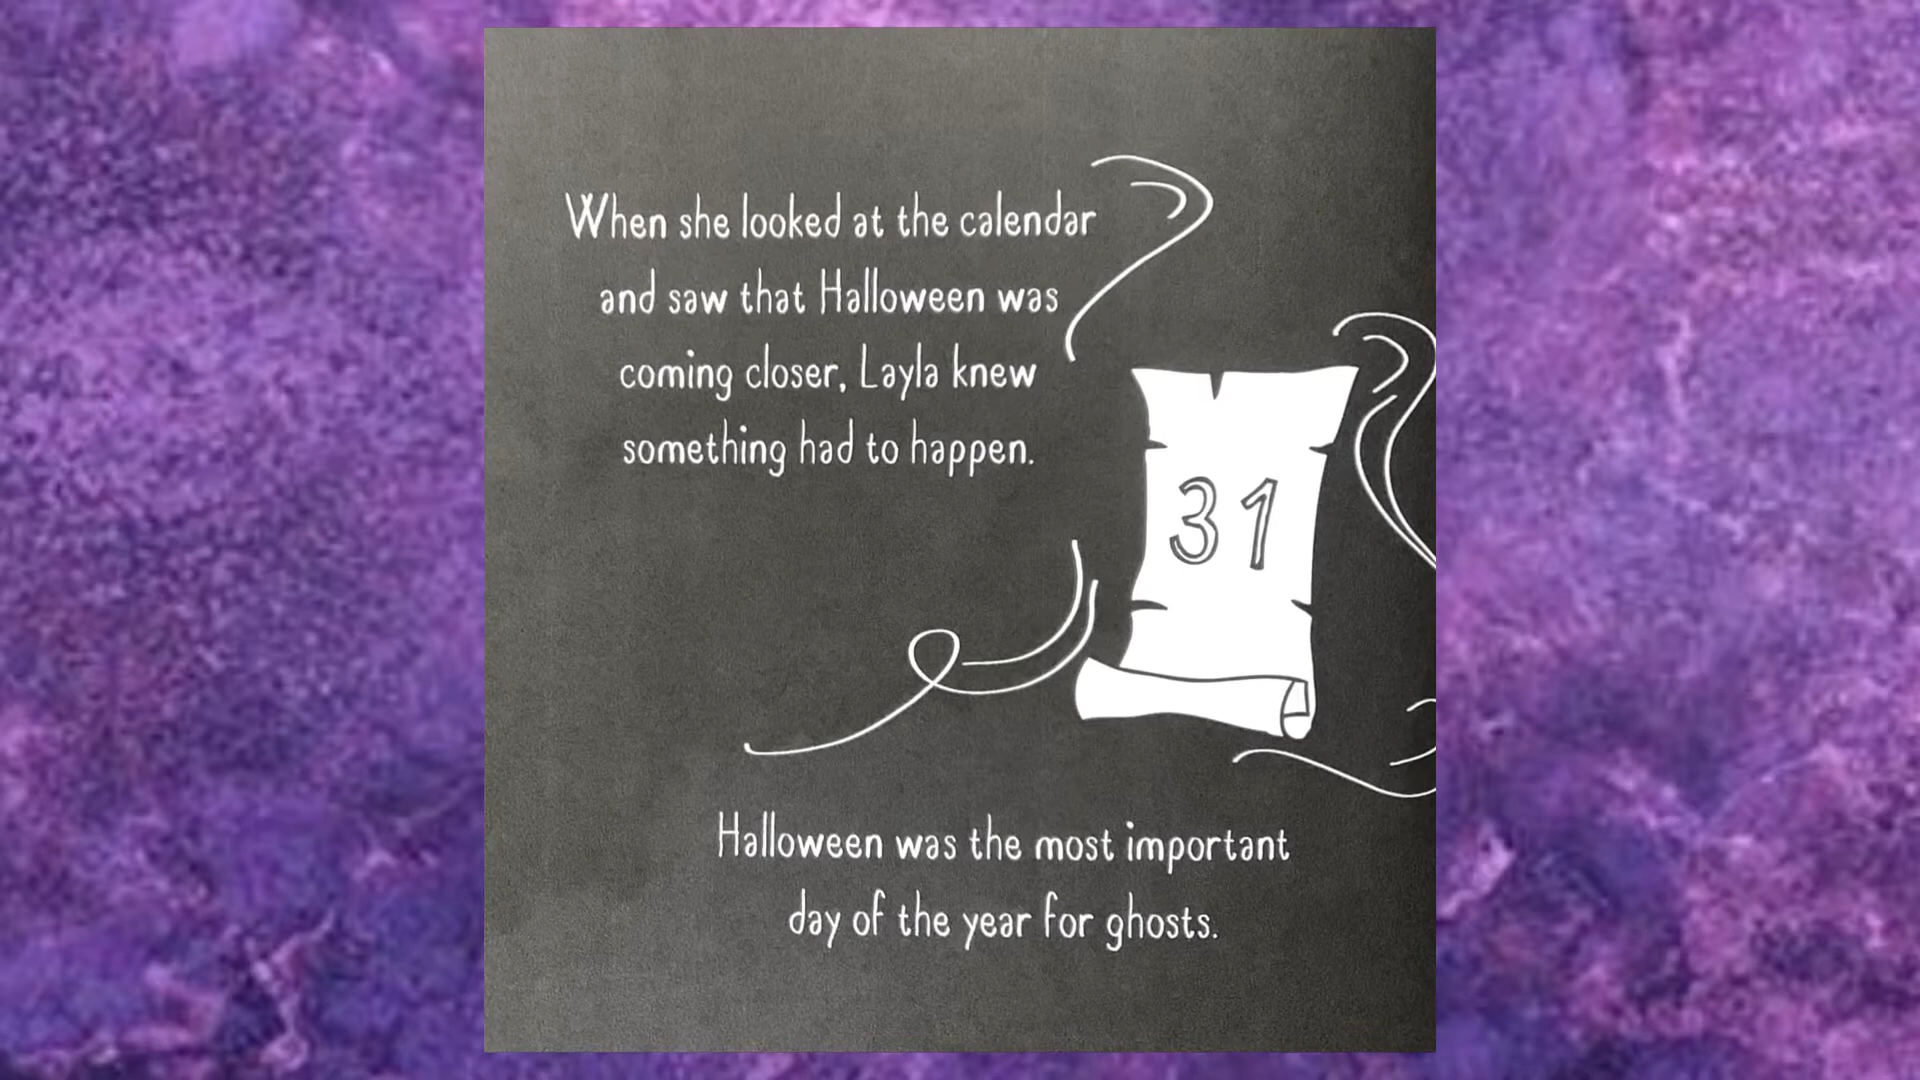 When she looked at the calendar
and saw that Halloween was
coming closer, Layla knew
something had to happen.
31
Halloween was the most important
day of the year for ghosts.